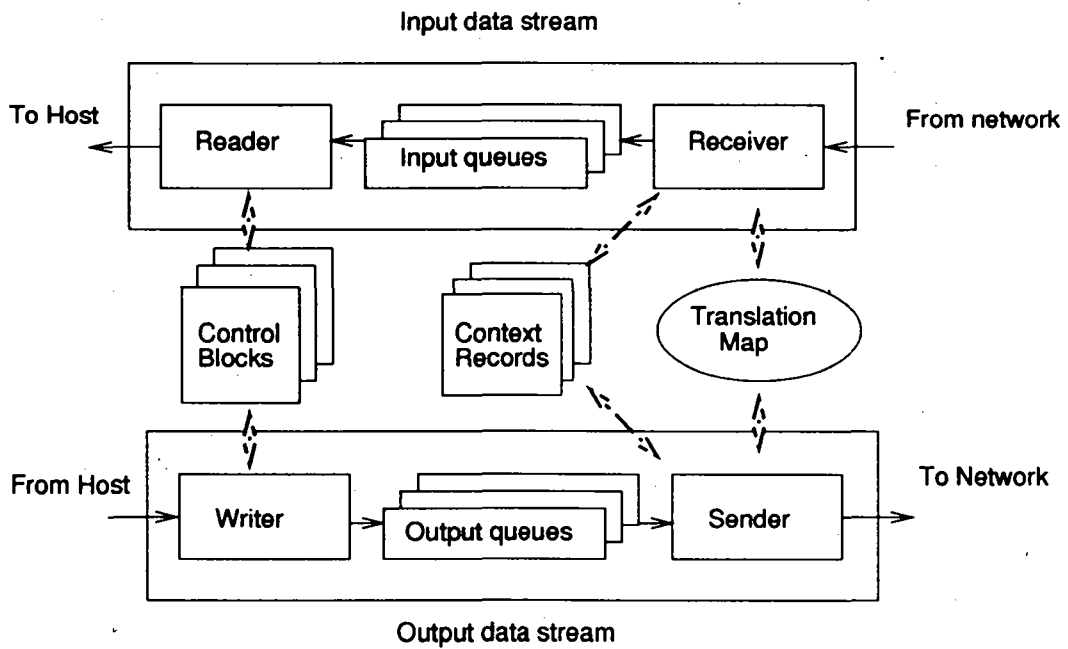 Input data stream
To Host
Reader
Input queues
Receiver
From network
Control
Blocks
Context
Records
Translation
Map
From Host
Writer
Output queues
Sender
To Network
Output data stream